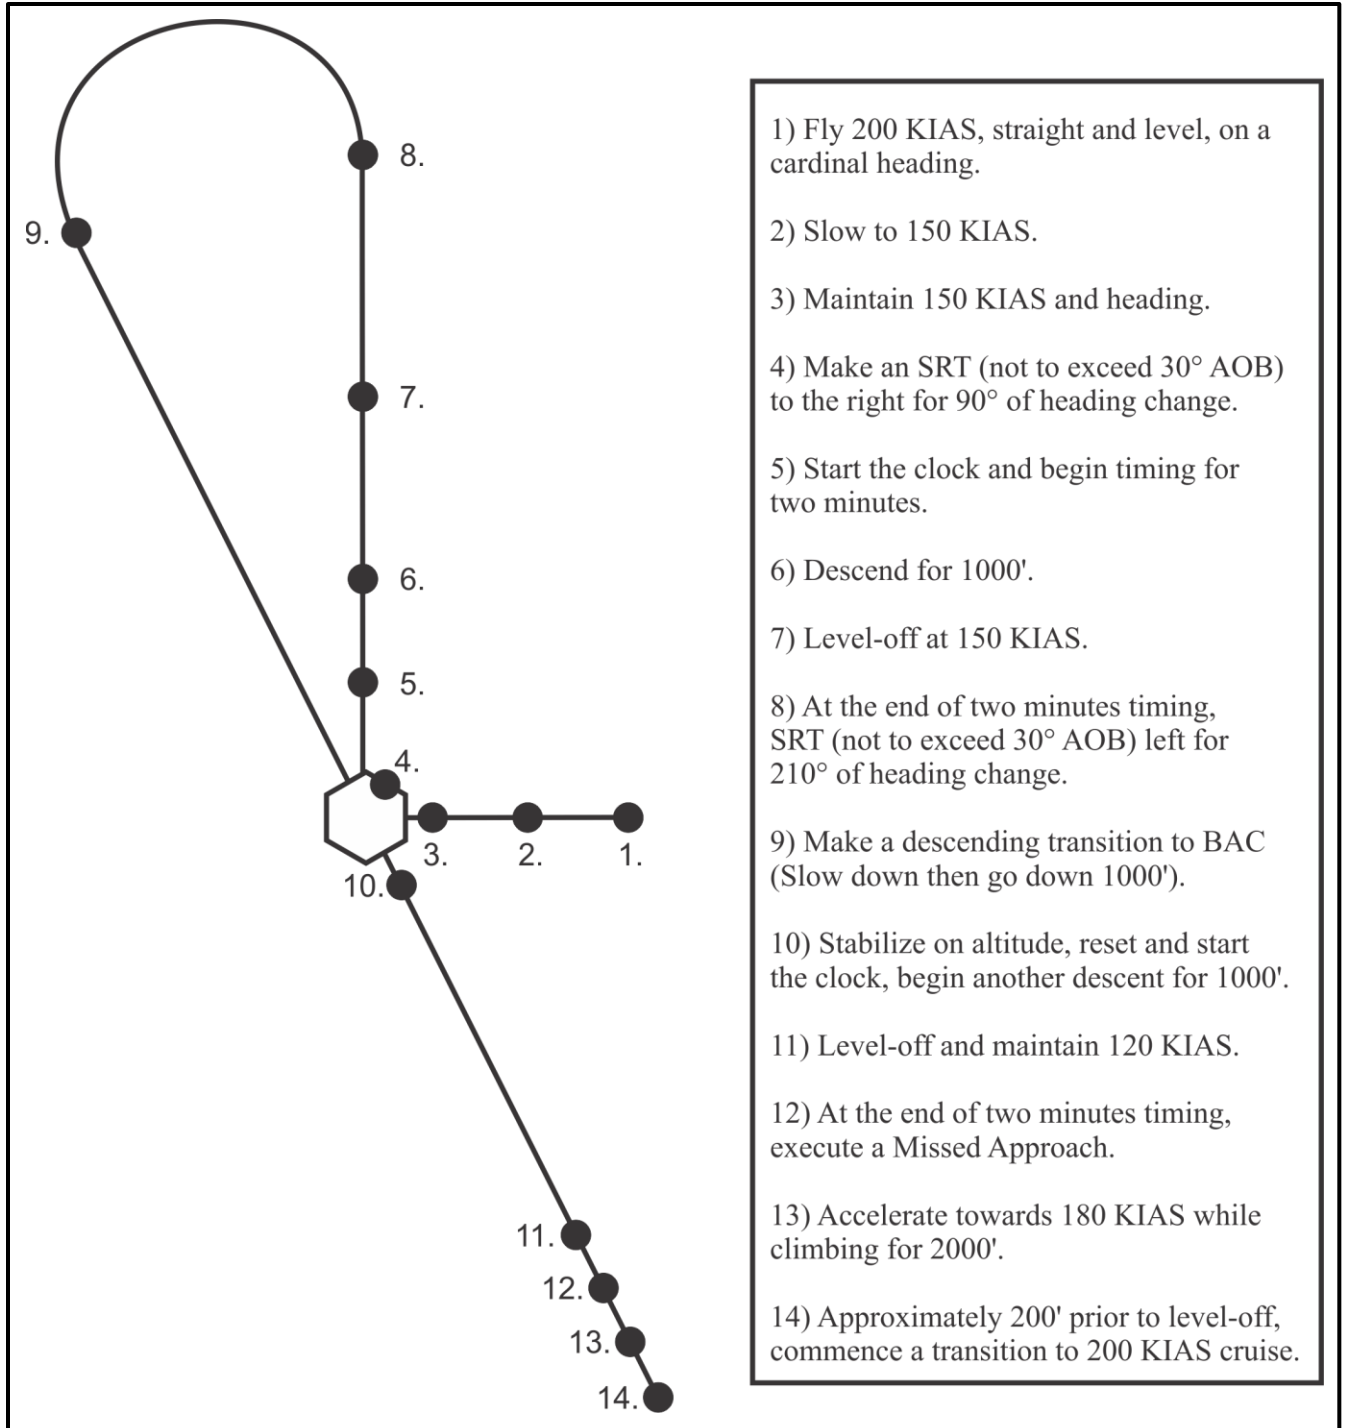 8.
9.
7.
6.
5.
4.
3.
2.
1.
10.
11.
12.
13.
14.
1) Fly 200 KIAS, straight and level, on a
cardinal heading.
2) Slow to 150 KIAS.
3) Maintain 150 KIAS and heading.
4) Make an SRT (not to exceed 30° AOB)
to the right for 90° of heading change.
5) Start the clock and begin timing for
two minutes.
6) Descend for 1000'.
7) Level-off at 150 KIAS.
8) At the end of two minutes timing,
SRT (not to exceed 30° AOB) left for
210° of heading change.
9) Make a descending transition to BAC
(Slow down then go down 1000').
10) Stabilize on altitude, reset and start
the clock, begin another descent for 1000'.
11) Level-off and maintain 120 KIAS.
12) At the end of two minutes timing,
execute a Missed Approach.
13) Accelerate towards 180 KIAS while
climbing for 2000'.
14) Approximately 200' prior to level-off,
commence a transition to 200 KIAS cruise.